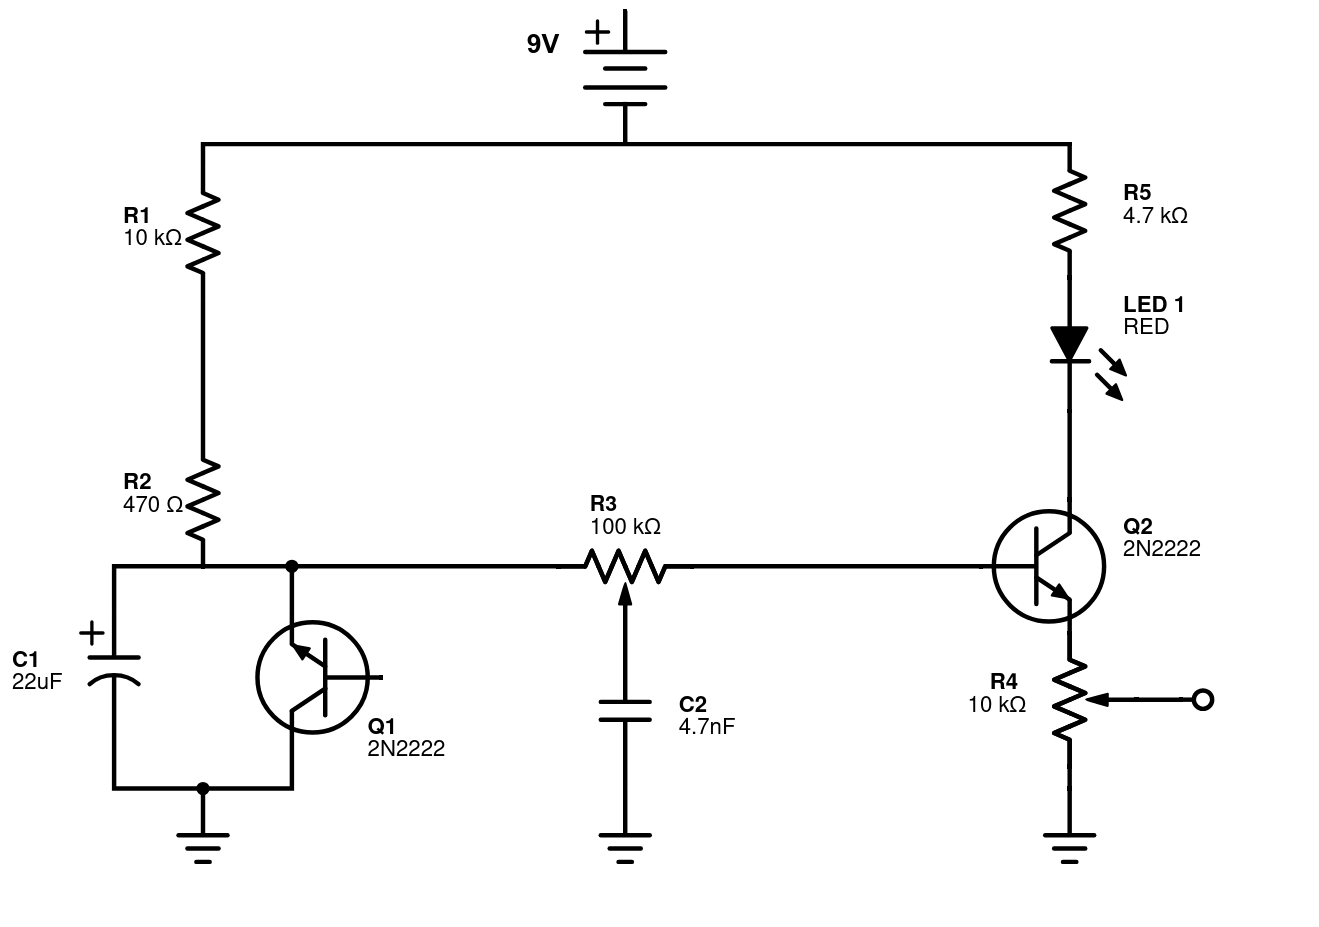 9V
R1
10 kΩ
R5
4.7 kΩ
LED 1
RED
R2
470 Ω
R3
100 kΩ
Q2
2N2222
C1
22uF
Q1
2N2222
C2
4.7nF
R4
10 kΩ